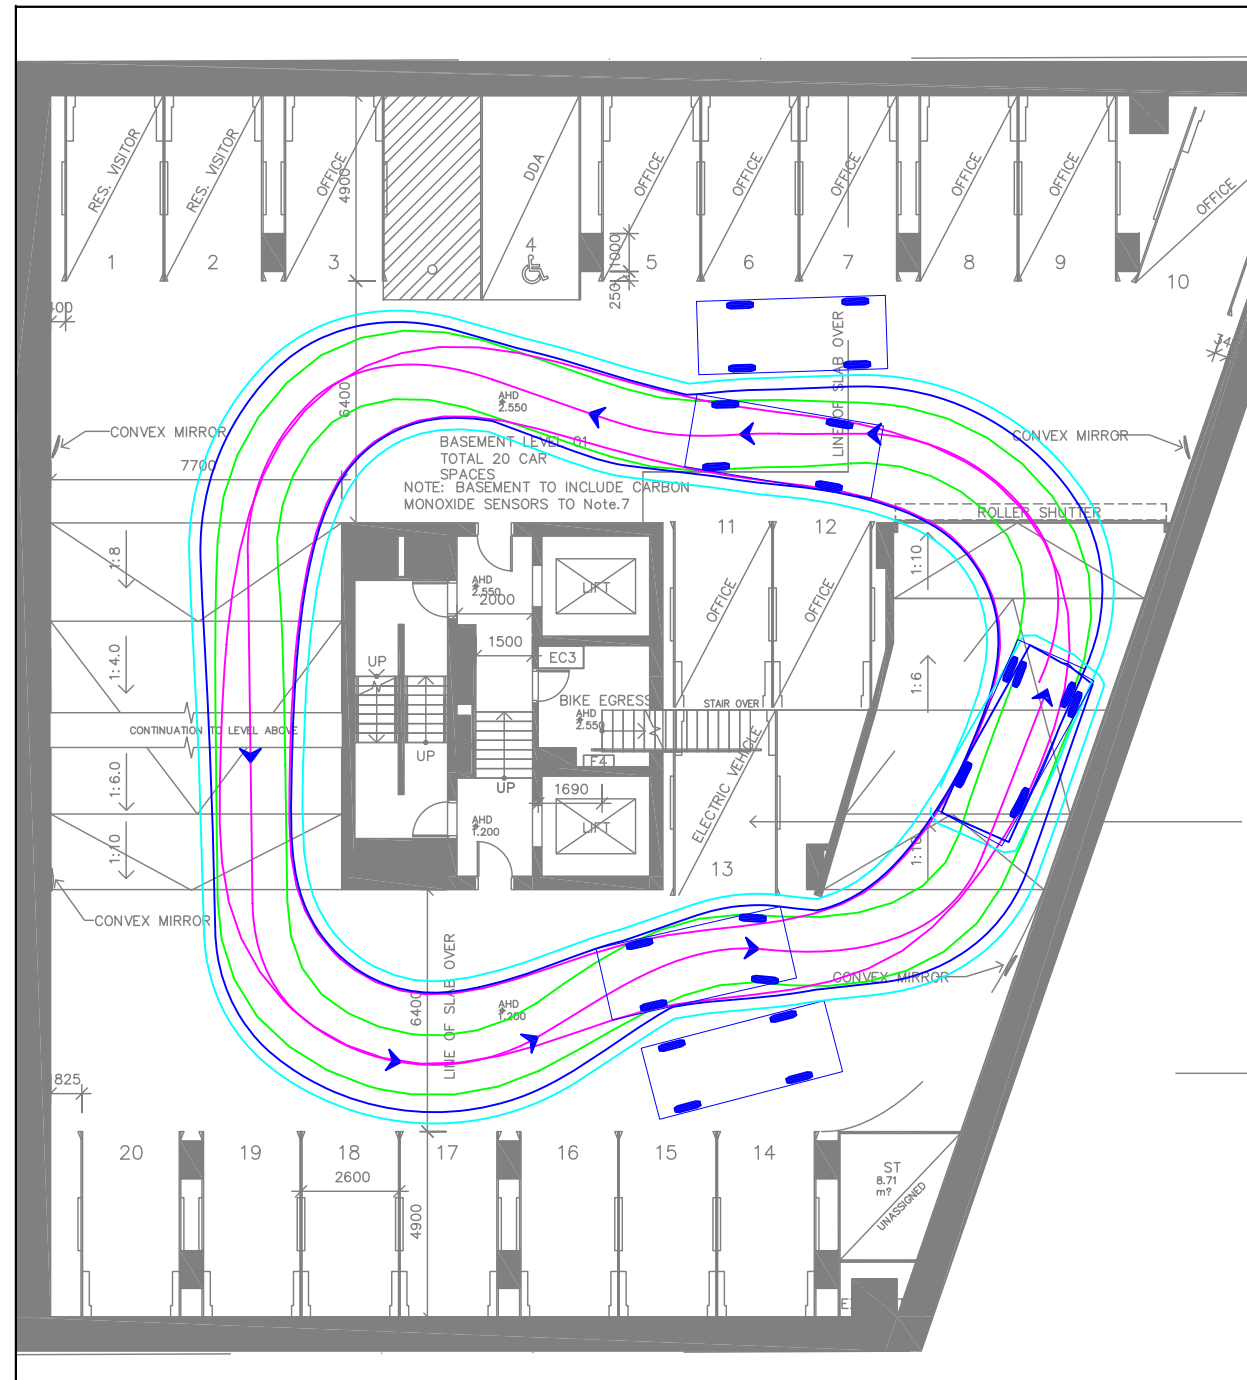 RES. VISITOR
RES. VISITOR
OFFICE
4900
DDA
OFFICE
OFFICE
OFFICE
OFFICE
OFFICE
OFFICE
1
2
3
4
5
6
7
8
9
10
1000
250
400
6400
LINE OF SLAB OVER
AHD
2.550
CONVEX MIRROR
7700
BASEMENT LEVEL 01
TOTAL 20 CAR
SPACES
NOTE: BASEMENT TO INCLUDE CARBON
MONOXIDE SENSORS TO Note.7
CONVEX MIRROR
ROLLER SHUTTER
11
12
1:8
1:10
AHD
2.550
2000
LIFT
OFFICE
OFFICE
1500
EC3
1:4.0
UP
1:6
BIKE EGRESS
AHD
2.550
STAIR OVER
CONTINUATION TO LEVEL ABOVE
UP
F4
ELECTRIC VEHICLE
1:6.0
UP
1690
AHD
1.200
LIFT
1:10
1:10
13
CONVEX MIRROR
LINE OF SLAB OVER
CONVEX MIRROR
6400
AHD
1.200
825
20
19
18
17
16
15
14
2600
4900
ST
8.71
m?
UNASSIGNED